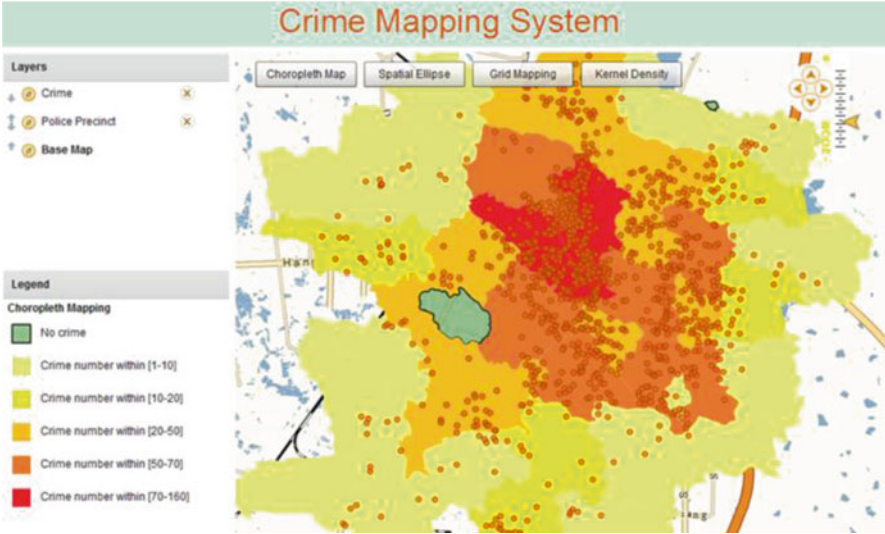 Crime Mapping System
Layers
Crime
Police Precinct
Base Map
Choropleth Map
Spatial Ellipse
Grid Mapping
Kernel Density
Legend
Choropleth Mapping
No crime
Crime number within [1-10]
Crime number within [10-20]
Crime number within [20-50]
Crime number within [50-70]
Crime number within [70-160]